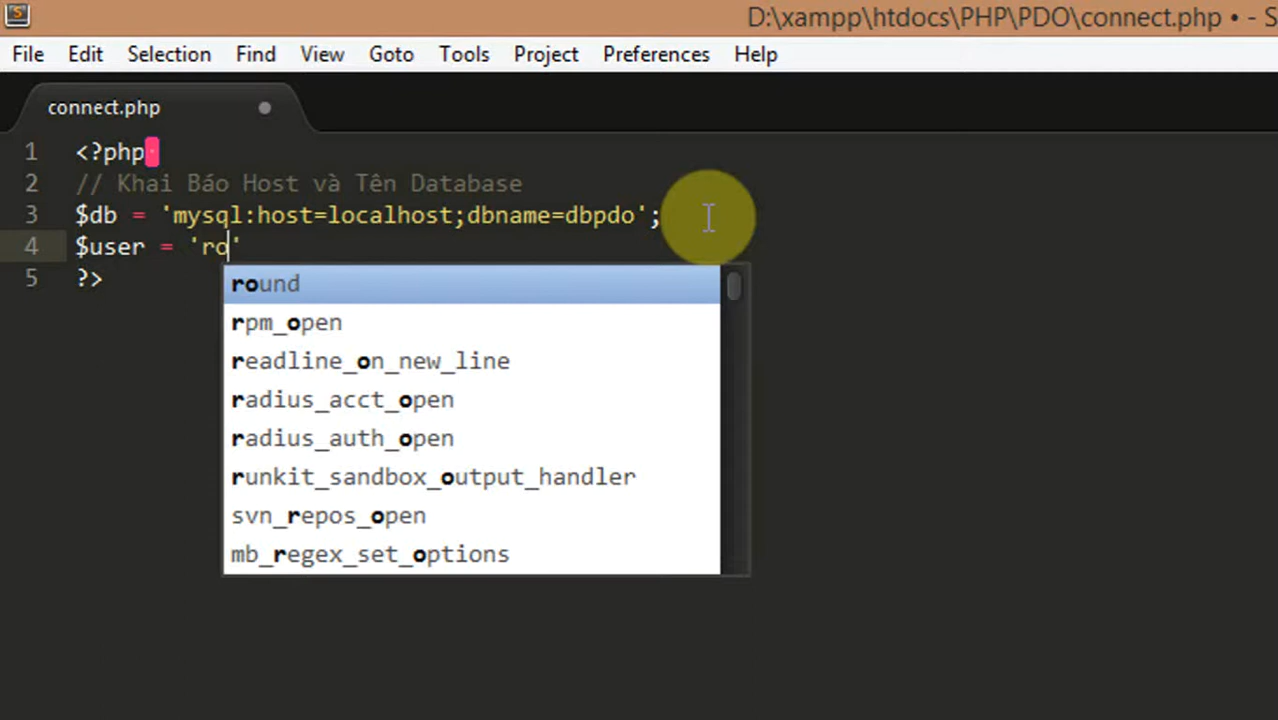 D:\xampp\htdocs\PHP\PDO\connect.php • - S
File Edit Selection Find View Goto Tools Project Preferences Help
connect.php
1 <?php
2 // Khai Báo Host và Tên Database
3 $db = 'mysql:host=localhost;dbname=dbpdo';
4 $user = 'ro'
5 ?>
round
rpm_open
readline_on_new_line
radius_acct_open
radius_auth_open
runkit_sandbox_output_handler
svn_repos_open
mb_regex_set_options